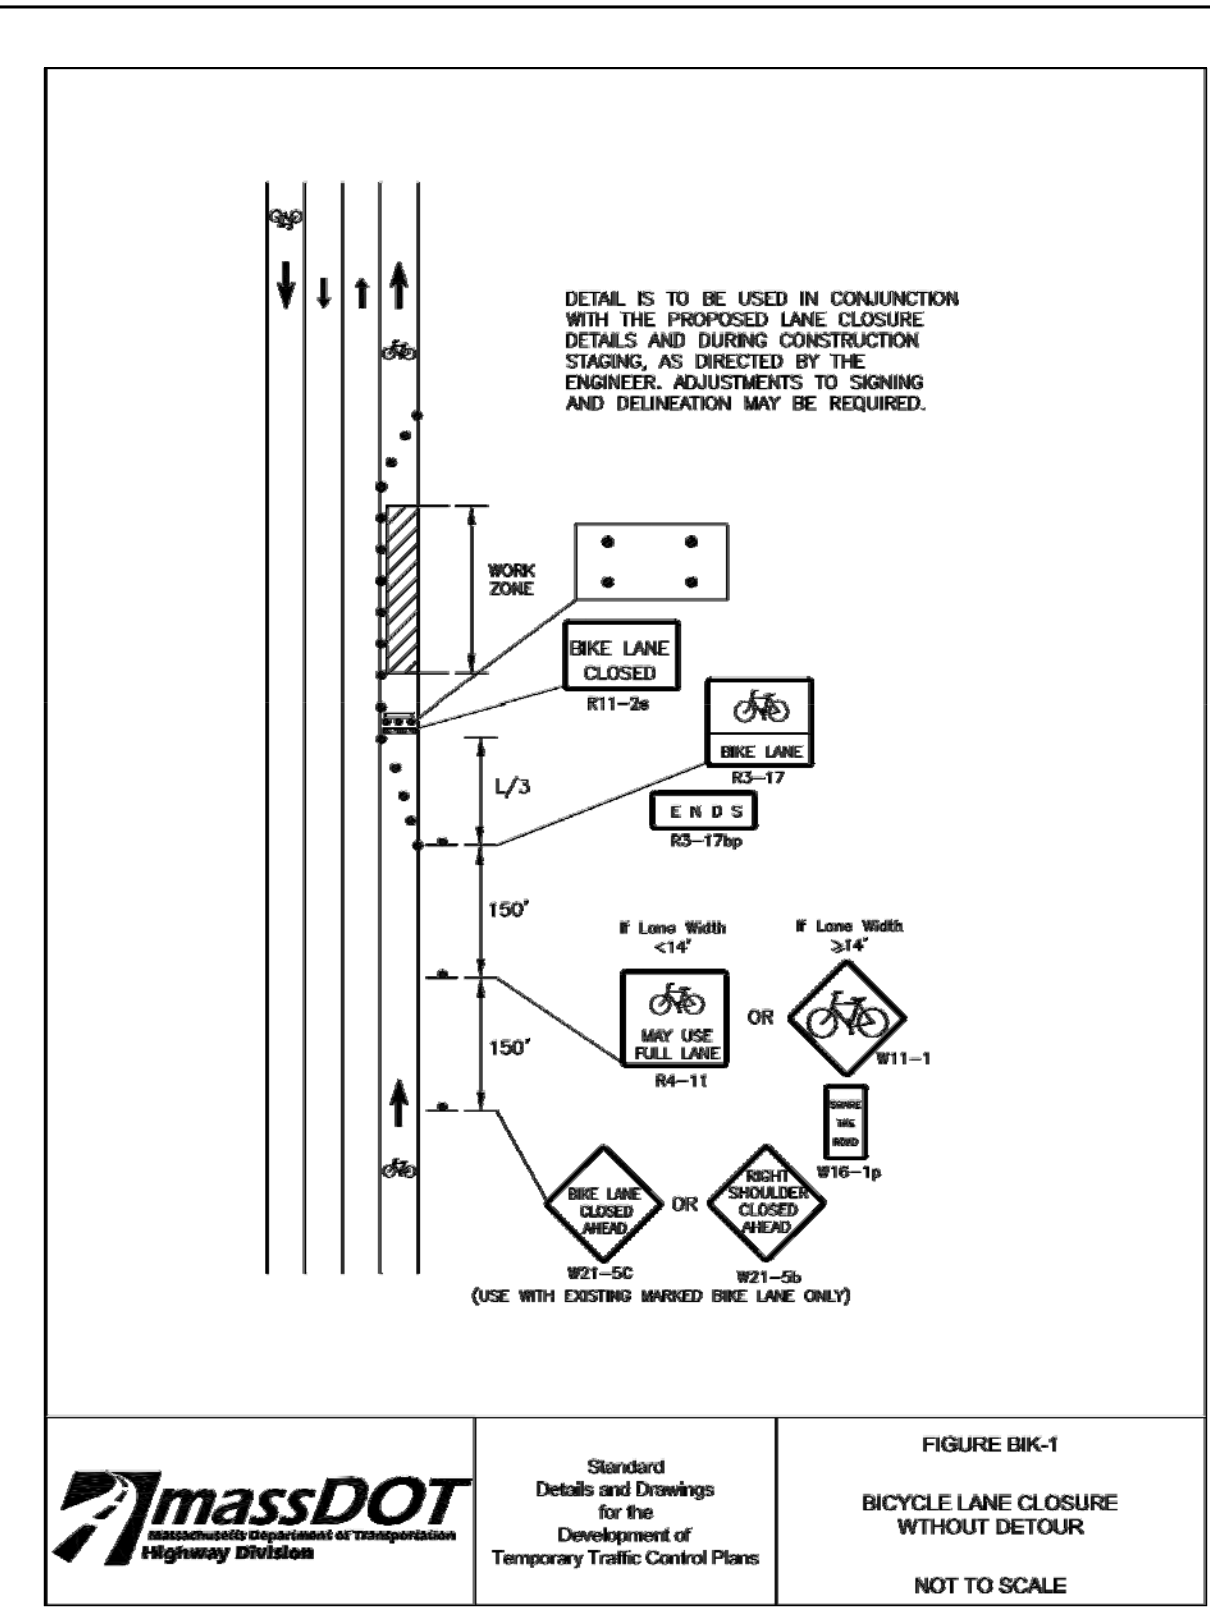 DETAIL IS TO BE USED IN CONJUNCTION
WITH THE PROPOSED LANE CLOSURE
DETAILS AND DURING CONSTRUCTION
STAGING, AS DIRECTED BY THE
ENGINEER. ADJUSTMENTS TO SIGNING
AND DELINEATION MAY BE REQUIRED.
WORK
ZONE
BIKE LANE
CLOSED
R11-2s
BIKE LANE
R3-17
L/3
ENDS
R3-17bp
150'
If Lane Width
<14'
If Lane Width
≥14'
MAY USE
FULL LANE
R4-11
OR
W11-1
150'
SHARE
THE
ROAD
W16-1p
BIKE LANE
CLOSED
AHEAD
W21-5C
OR
RIGHT
SHOULDER
CLOSED
AHEAD
W21-5b
(USE WITH EXISTING MARKED BIKE LANE ONLY)
massDOT
Massachusetts Department of Transportation
Highway Division
Standard
Details and Drawings
for the
Development of
Temporary Traffic Control Plans
FIGURE BIK-1
BICYCLE LANE CLOSURE
WTHOUT DETOUR
NOT TO SCALE